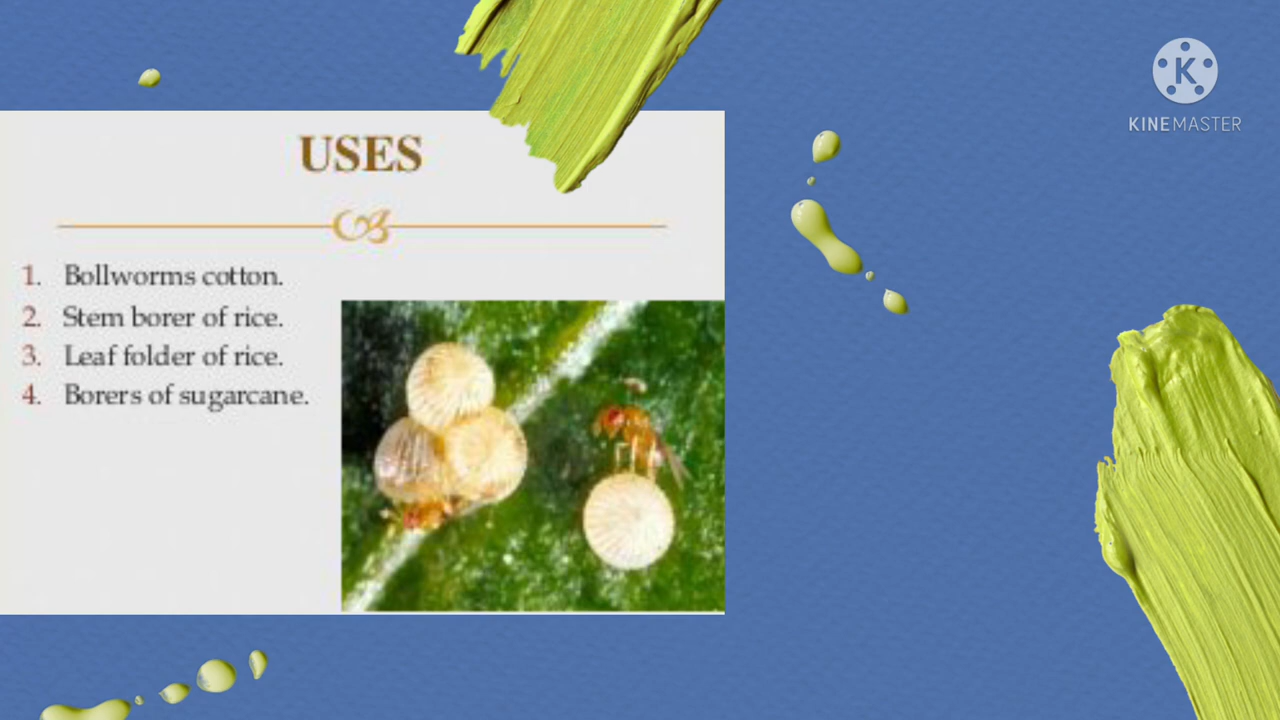 USES
1. Bollworms cotton.
2. Stem borer of rice.
3. Leaf folder of rice.
4. Borers of sugarcane.
K
KINEMASTER